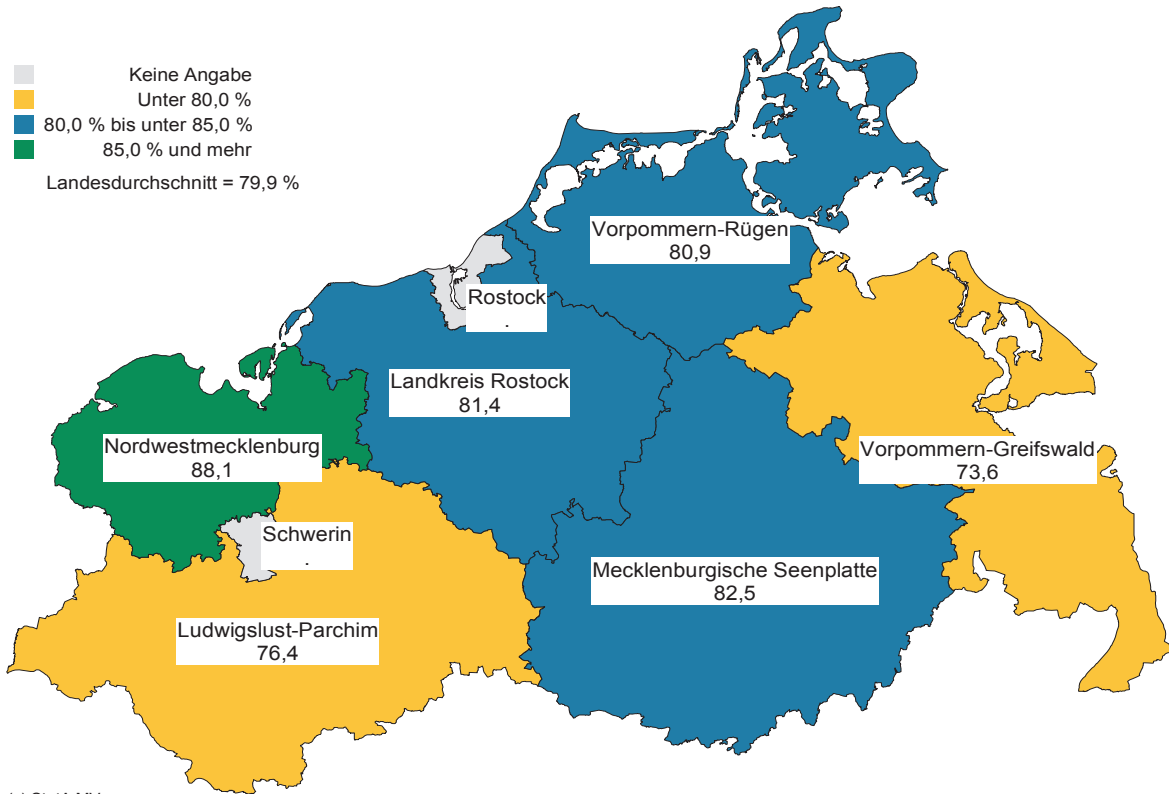 Keine Angabe
Unter 80,0 %
80,0 % bis unter 85,0 %
85,0 % und mehr
Landesdurchschnitt = 79,9 %
Vorpommern-Rügen
80,9
Rostock
.
Landkreis Rostock
81,4
Nordwestmecklenburg
88,1
Vorpommern-Greifswald
73,6
Schwerin
.
Mecklenburgische Seenplatte
82,5
Ludwigslust-Parchim
76,4